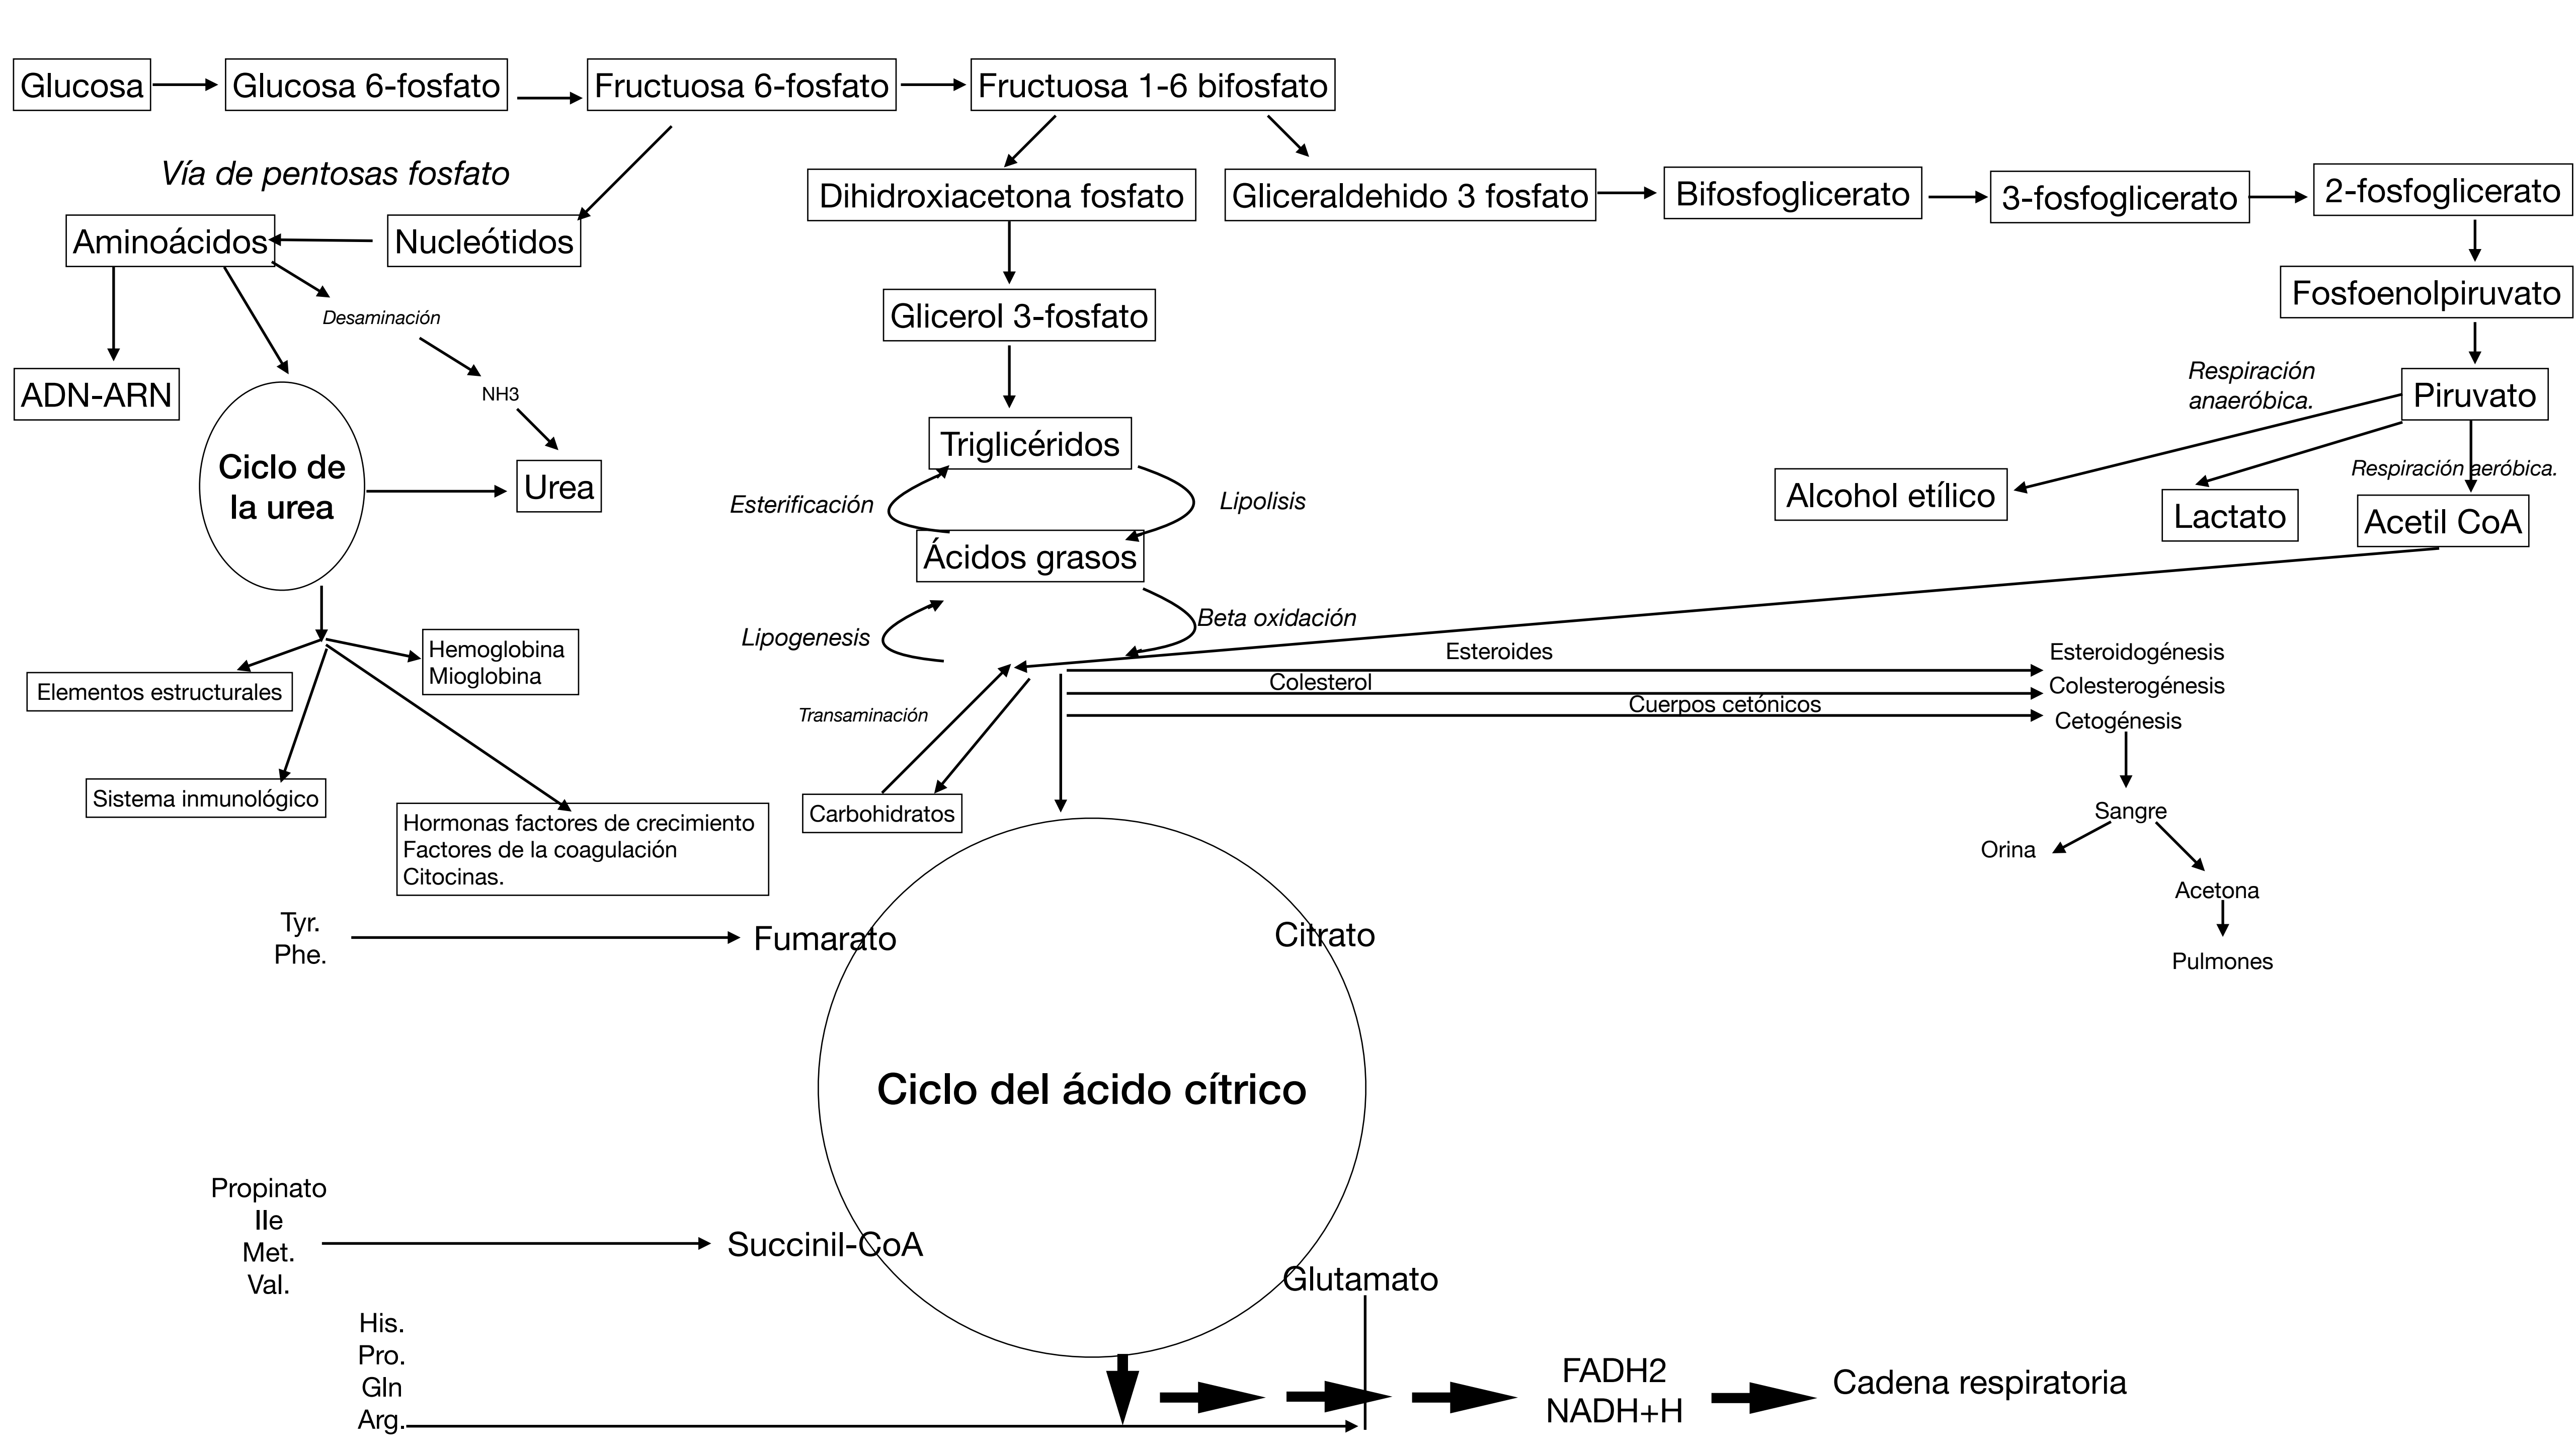 Glucosa
Glucosa 6-fosfato
Fructuosa 6-fosfato
Fructuosa 1-6 bifosfato
Vía de pentosas fosfato
Dihidroxiacetona fosfato
Gliceraldehido 3 fosfato
Bifosfoglicerato
3-fosfoglicerato
2-fosfoglicerato
Aminoácidos
Nucleótidos
Fosfoenolpiruvato
Desaminación
Glicerol 3-fosfato
ADN-ARN
NH3
Respiración
anaeróbica.
Piruvato
Ciclo de
la urea
Urea
Triglicéridos
Esterificación
Lipolisis
Respiración aeróbica.
Alcohol etílico
Lactato
Acetil CoA
Ácidos grasos
Lipogenesis
Beta oxidación
Hemoglobina
Mioglobina
Elementos estructurales
Esteroides
Esteroidogénesis
Colesterol
Colesterogénesis
Cuerpos cetónicos
Cetogénesis
Transaminación
Sistema inmunológico
Carbohidratos
Hormonas factores de crecimiento
Factores de la coagulación
Citocinas.
Sangre
Orina
Acetona
Pulmones
Tyr.
Phe.
Fumarato
Citrato
Ciclo del ácido cítrico
Propinato
Ile
Met.
Val.
Succinil-CoA
Glutamato
His.
Pro.
Gln
Arg.
FADH2
NADH+H
Cadena respiratoria